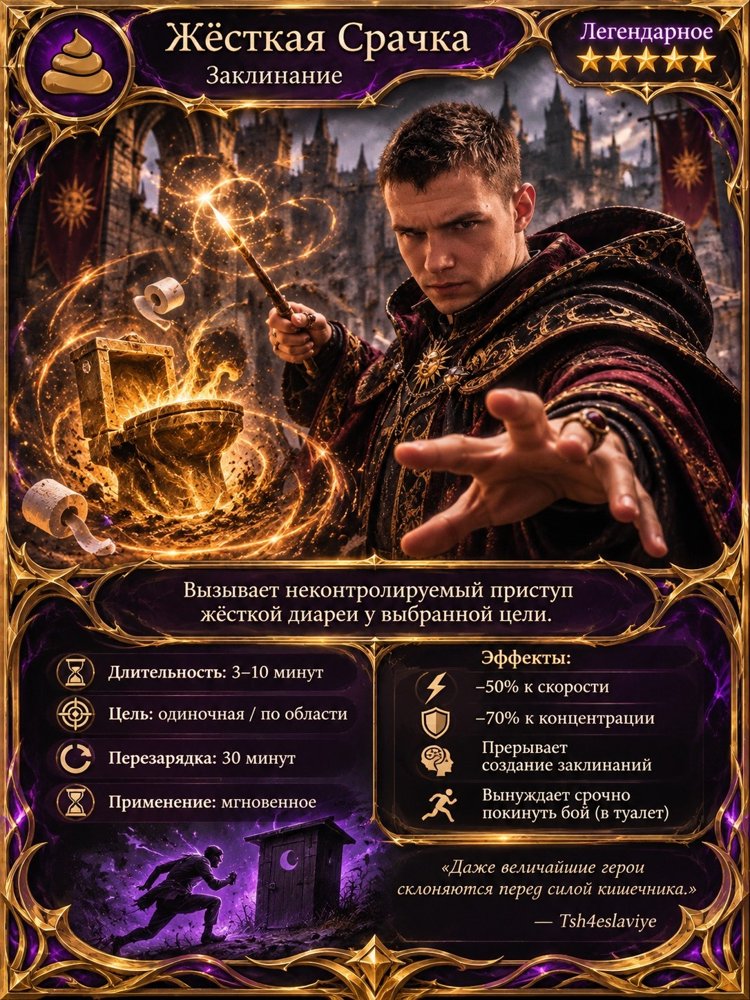 Жёсткая Срачка
Заклинание
Легендарное
Вызывает неконтролируемый приступ
жёсткой диареи у выбранной цели.
Длительность: 3–10 минут
Цель: одиночная / по области
Перезарядка: 30 минут
Применение: мгновенное
Эффекты:
–50% к скорости
–70% к концентрации
Прерывает
создание заклинаний
Вынуждает срочно
покинуть бой (в туалет)
«Даже величайшие герои
склоняются перед силой кишечника.»
— Tsh4eslaviye